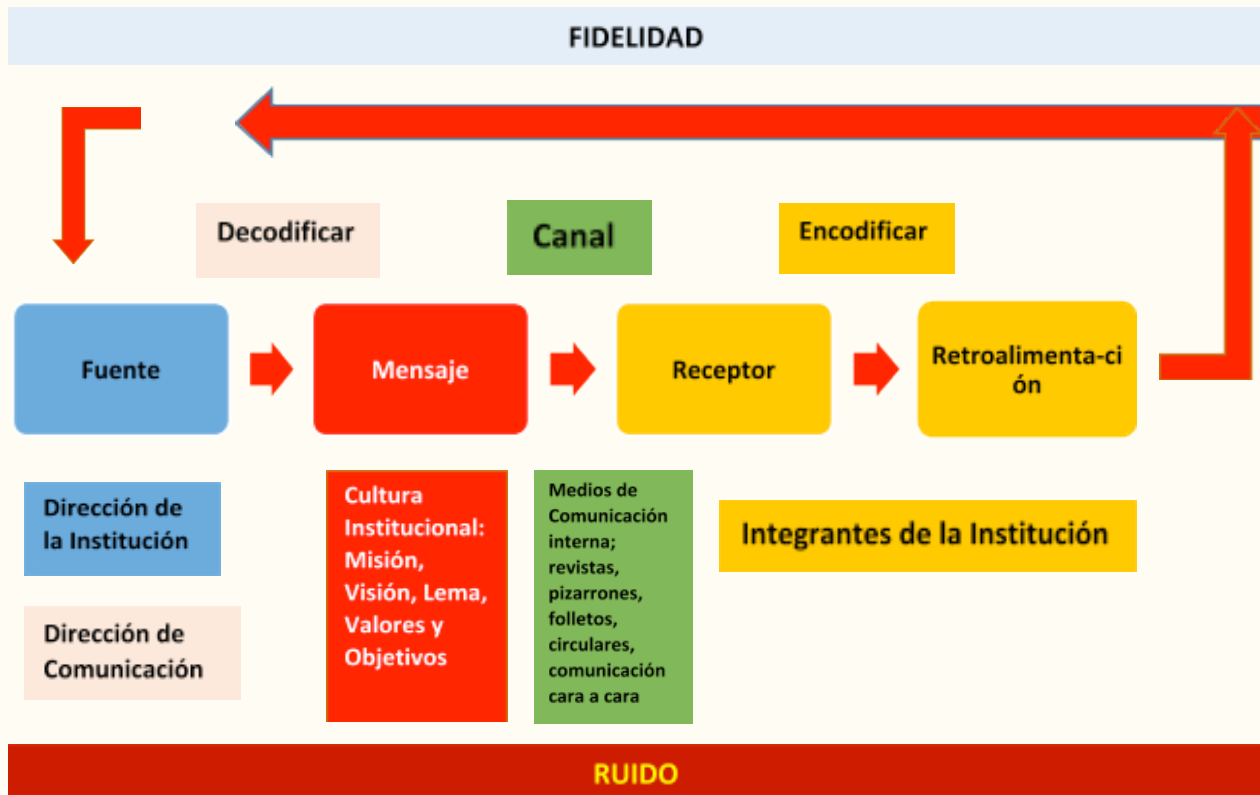 FIDELIDAD
Decodificar
Canal
Encodificar
Fuente
Mensaje
Receptor
Retroalimenta-ci
ón
Dirección de
la Institución
Dirección de
Comunicación
Cultura
Institucional:
Misión,
Visión, Lema,
Valores y
Objetivos
Medios de
Comunicación
interna;
revistas,
pizarrones,
folletos,
circulares,
comunicación
cara a cara
Integrantes de la Institución
RUIDO